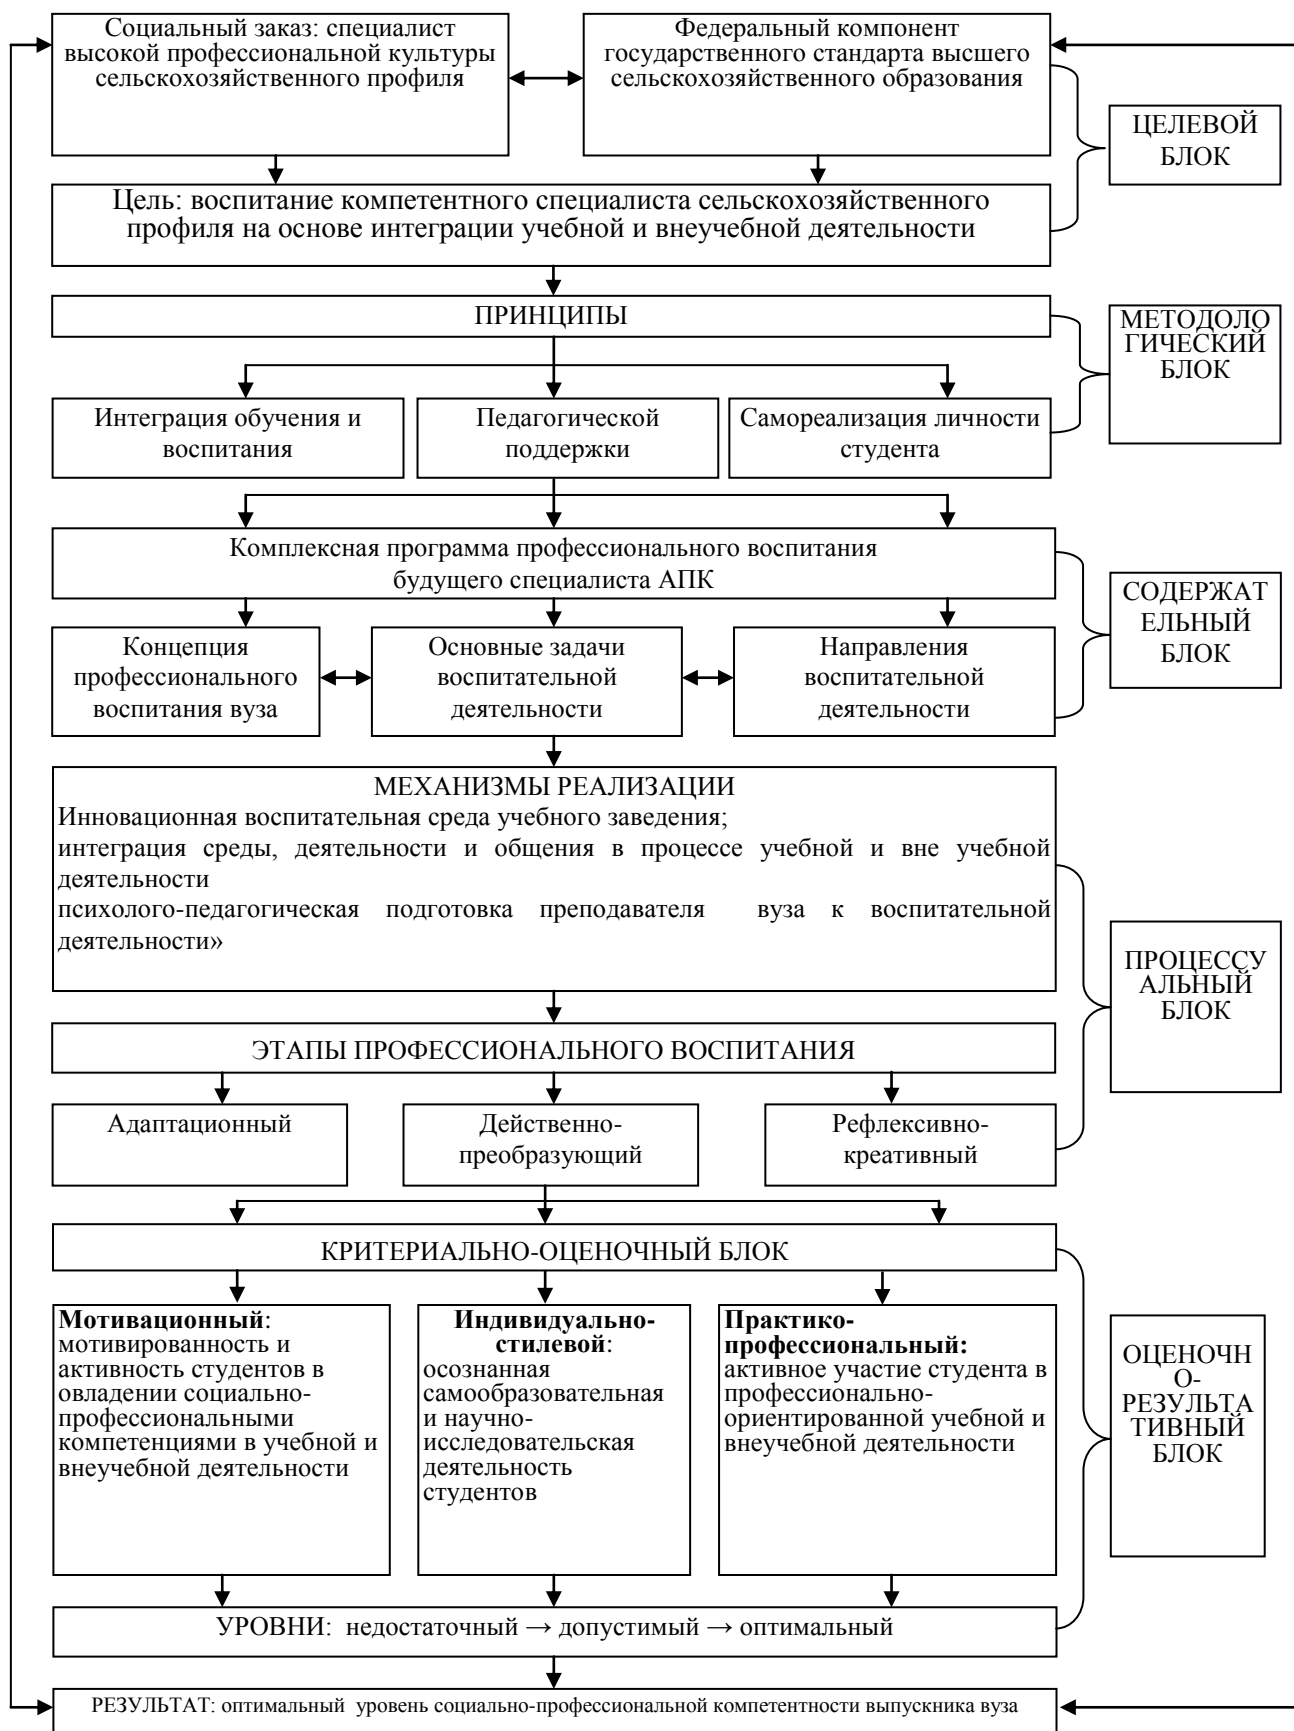 Социальный заказ: специалист
высокой профессиональной культуры
сельскохозяйственного профиля
Федеральный компонент
государственного стандарта высшего
сельскохозяйственного образования
ЦЕЛЕВОЙ
БЛОК
Цель: воспитание компетентного специалиста сельскохозяйственного
профиля на основе интеграции учебной и внеучебной деятельности
ПРИНЦИПЫ
МЕТОДОЛО
ГИЧЕСКИЙ
БЛОК
Интеграция обучения и
воспитания
Педагогической
поддержки
Самореализация личности
студента
Комплексная программа профессионального воспитания
будущего специалиста АПК
СОДЕРЖАТ
ЕЛЬНЫЙ
БЛОК
Концепция
профессионального
воспитания вуза
Основные задачи
воспитательной
деятельности
Направления
воспитательной
деятельности
МЕХАНИЗМЫ РЕАЛИЗАЦИИ
Инновационная воспитательная среда учебного заведения;
интеграция среды, деятельности и общения в процессе учебной и вне учебной
деятельности
психолого-педагогическая подготовка преподавателя вуза к воспитательной
деятельности»
ПРОЦЕССУ
АЛЬНЫЙ
БЛОК
ЭТАПЫ ПРОФЕССИОНАЛЬНОГО ВОСПИТАНИЯ
Адаптационный
Действенно-
преобразующий
Рефлексивно-
креативный
КРИТЕРИАЛЬНО-ОЦЕНОЧНЫЙ БЛОК
Мотивационный:
мотивированность и
активность студентов в
овладении социально-
профессиональными
компетенциями в учебной и
внеучебной деятельности
Индивидуально-
стилевой:
осознанная
самообразовательная
и научно-
исследовательская
деятельность
студентов
Практико-
профессиональный:
активное участие студента в
профессионально-
ориентированной учебной и
внеучебной деятельности
ОЦЕНОЧН
О-
РЕЗУЛЬТА
ТИВНЫЙ
БЛОК
УРОВНИ: недостаточный → допустимый → оптимальный
РЕЗУЛЬТАТ: оптимальный уровень социально-профессиональной компетентности выпускника вуза